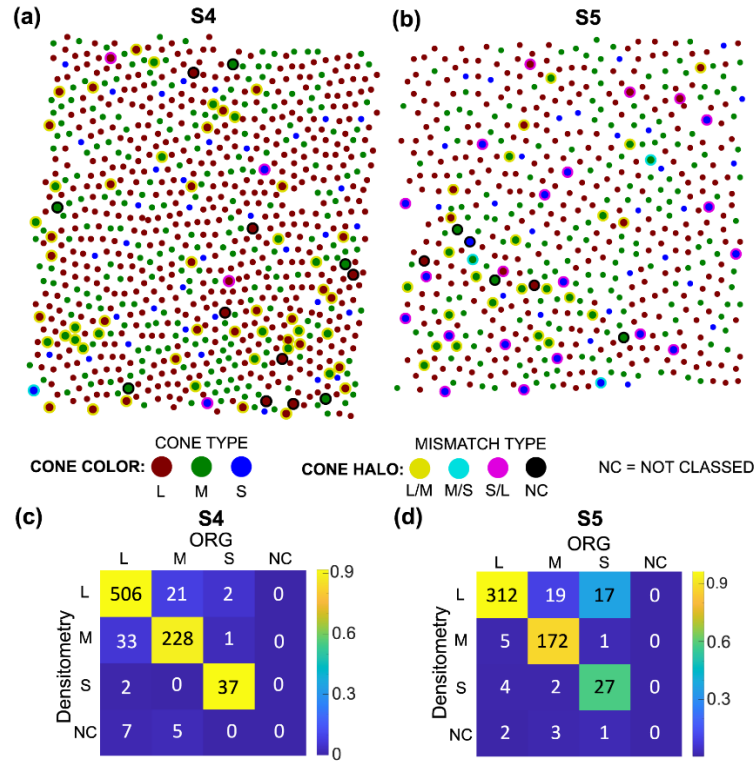 (a) S4
(b) S5
CONE TYPE
CONE COLOR:
L M S
MISMATCH TYPE
CONE HALO:
L/M M/S S/L NC
NC = NOT CLASSED
(c) S4
ORG
L M S NC
Densitometry
L 506 21 2 0
M 33 228 1 0
S 2 0 37 0
NC 7 5 0 0
0.9
0.6
0.3
0
(d) S5
ORG
L M S NC
Densitometry
L 312 19 17 0
M 5 172 1 0
S 4 2 27 0
NC 2 3 1 0
0.9
0.6
0.3